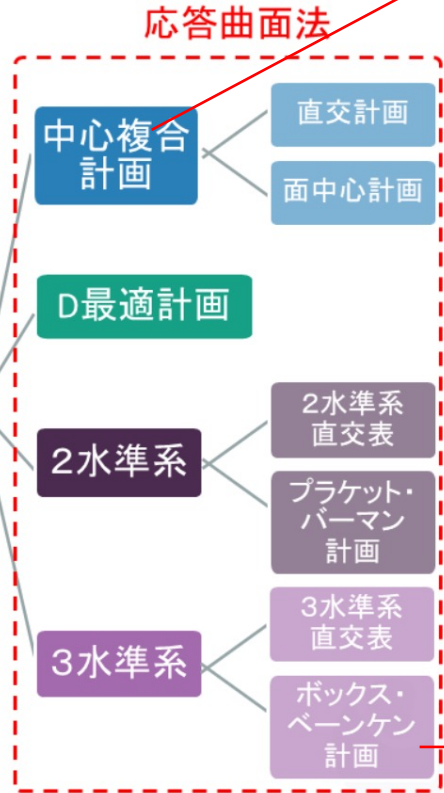 応答曲面法
中心複合
計画
直交計画
面中心計画
D最適計画
2水準系
2水準系
直交表
プラケット・
バーマン
計画
3水準系
3水準系
直交表
ボックス・
ベーンケン
計画